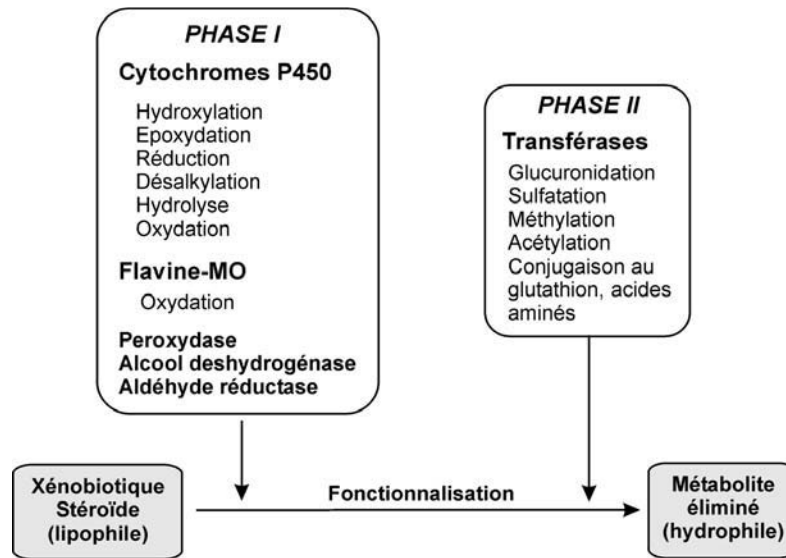 PHASE I
Cytochromes P450
Hydroxylation
Epoxydation
Réduction
Désalkylation
Hydrolyse
Oxydation
Flavine-MO
Oxydation
Peroxydase
Alcool deshydrogénase
Aldéhyde réductase
PHASE II
Transférases
Glucuronidation
Sulfatation
Méthylation
Acétylation
Conjugaison au
glutathion, acides
aminés
Xénobiotique
Stéroïde
(lipophile)
Fonctionnalisation
Métabolite
éliminé
(hydrophile)